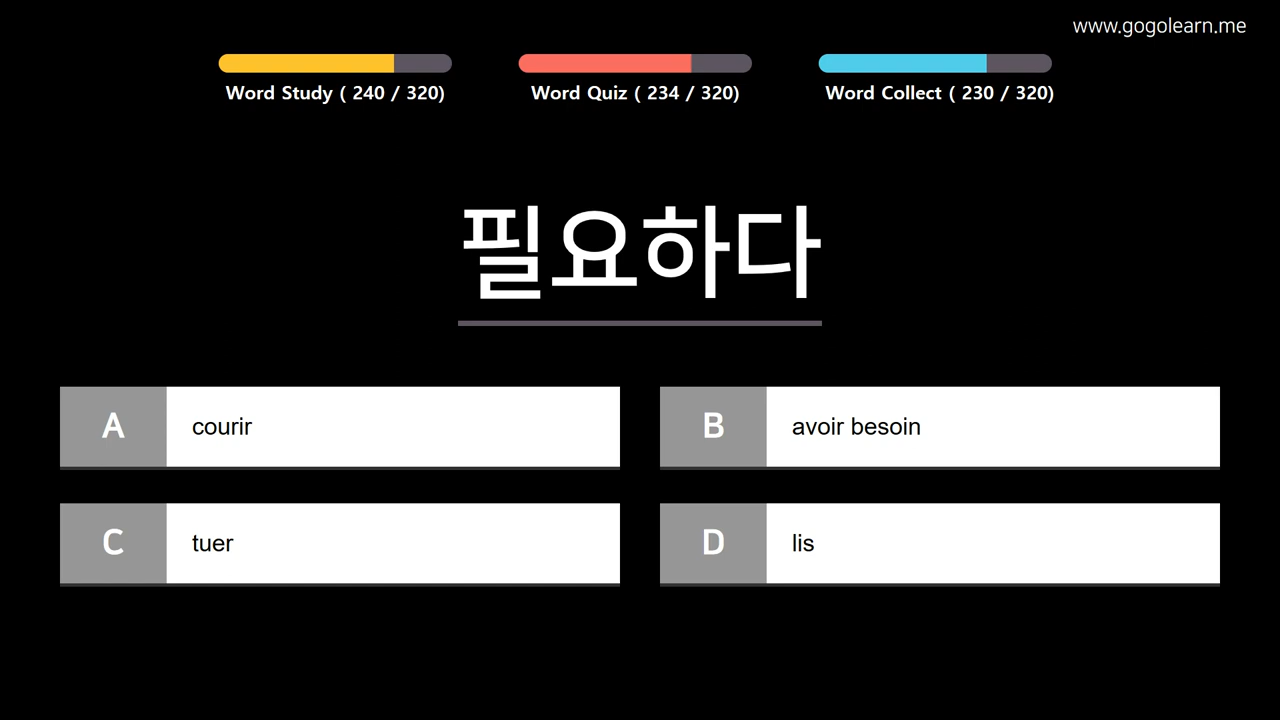 www.gogolearn.me
Word Study ( 240 / 320)
Word Quiz ( 234 / 320)
Word Collect ( 230 / 320)
필요하다
A courir
B avoir besoin
C tuer
D lis